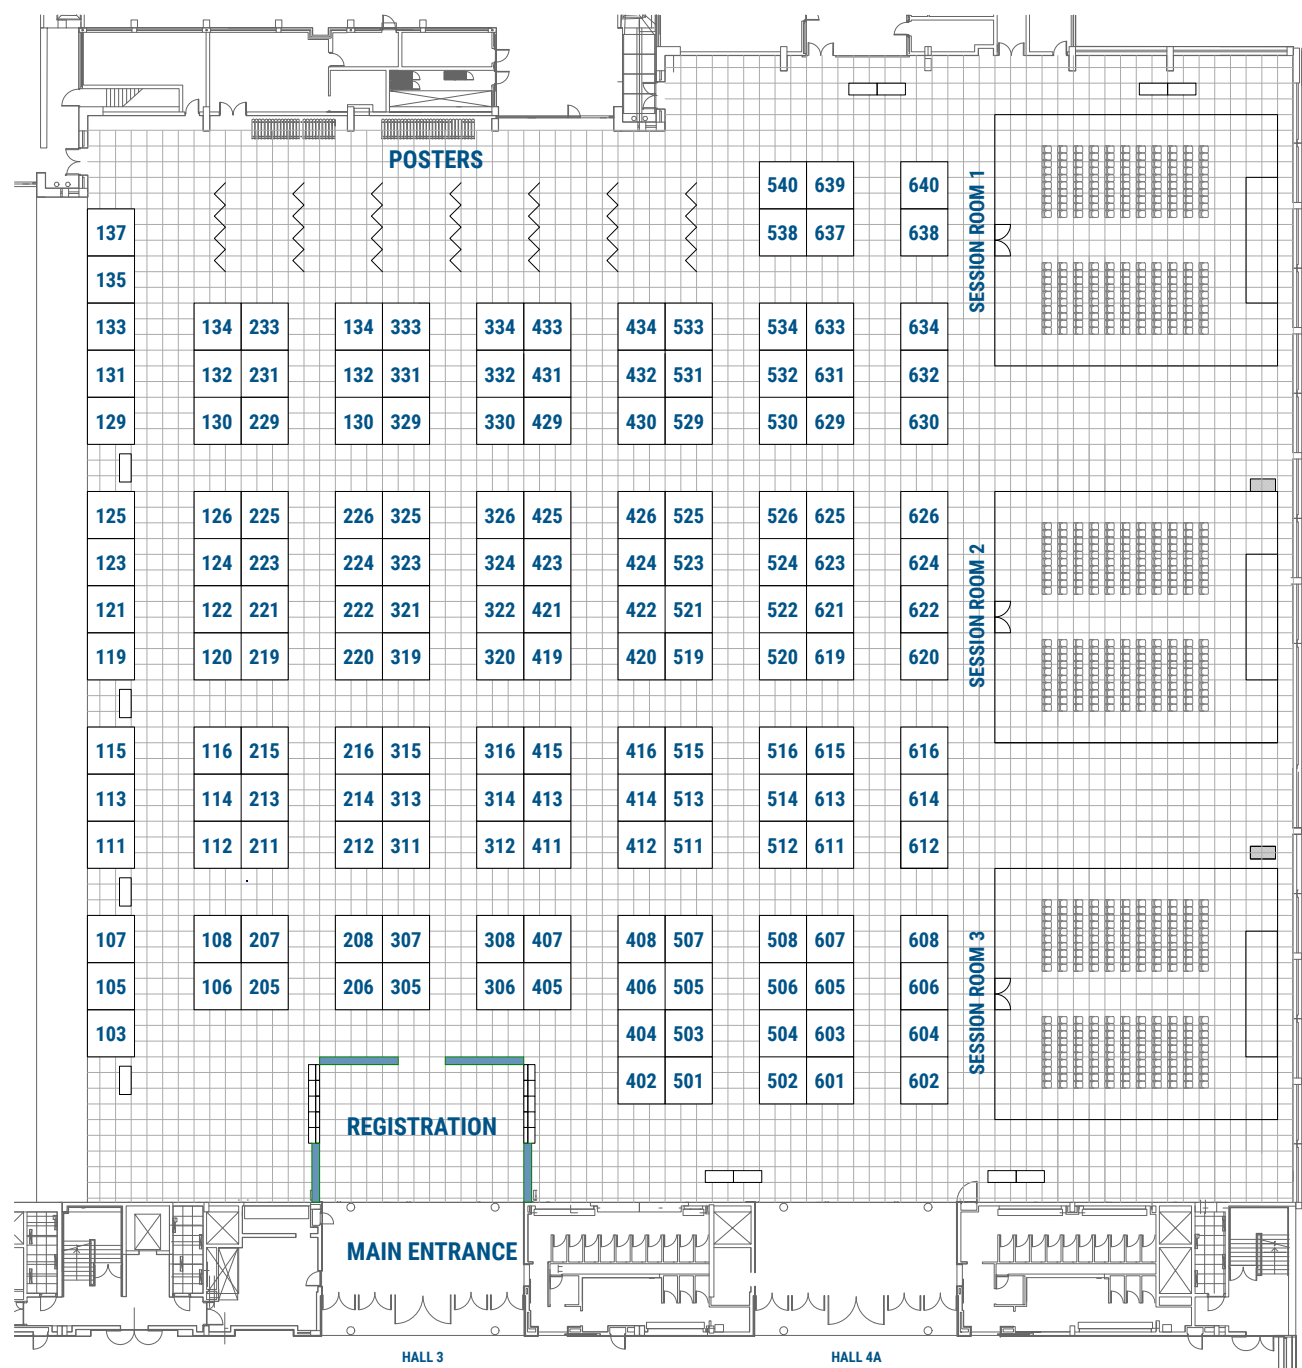 POSTERS
540 639 640
SESSION ROOM 1
137 538 637 638
135
133 134 233 134 333 334 433 434 533 534 633 634
131 132 231 132 331 332 431 432 531 532 631 632
129 130 229 130 329 330 429 430 529 530 629 630
125 126 225 226 325 326 425 426 525 526 625 626
123 124 223 224 323 324 423 424 523 524 623 624
SESSION ROOM 2
121 122 221 222 321 322 421 422 521 522 621 622
119 120 219 220 319 320 419 420 519 520 619 620
115 116 215 216 315 316 415 416 515 516 615 616
113 114 213 214 313 314 413 414 513 514 613 614
111 112 211 212 311 312 411 412 511 512 611 612
107 108 207 208 307 308 407 408 507 508 607 608
SESSION ROOM 3
105 106 205 206 305 306 405 406 505 506 605 606
103 404 503 504 603 604
402 501 502 601 602
REGISTRATION
MAIN ENTRANCE
HALL 3 HALL 4A